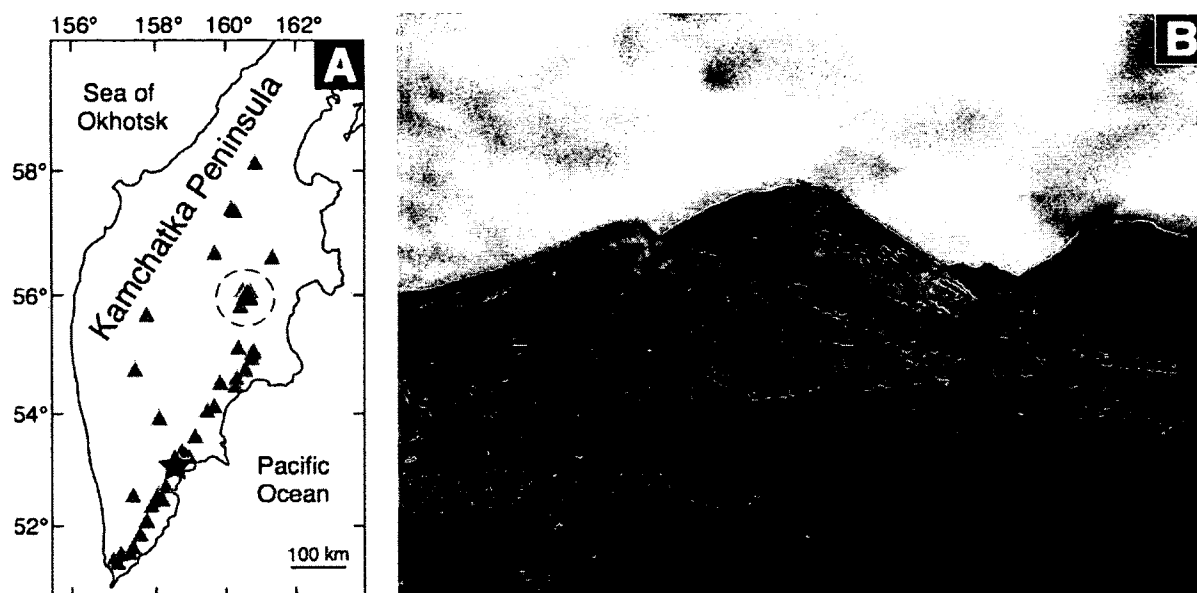 156° 158° 160° 162°
A
Sea of
Okhotsk
Kamchatka Peninsula
58°
56°
54°
52°
Pacific
Ocean
100 km
B